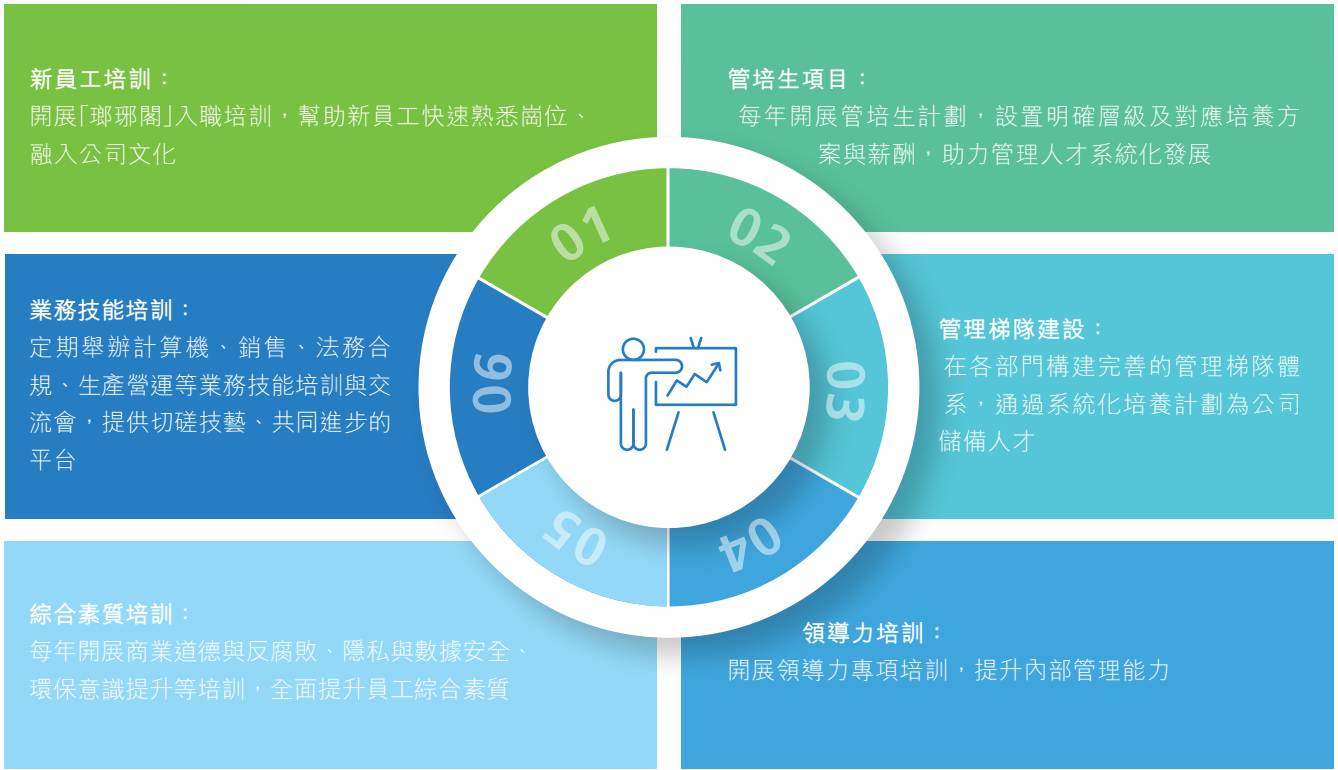 新員工培訓：
開展「瑯琊閣」入職培訓，幫助新員工快速熟悉崗位、
融入公司文化
01
管培生項目：
每年開展管培生計劃，設置明確層級及對應培養方
案與薪酬，助力管理人才系統化發展
02
管理梯隊建設：
在各部門構建完善的管理梯隊體
系，通過系統化培養計劃為公司
儲備人才
03
領導力培訓：
開展領導力專項培訓，提升內部管理能力
04
綜合素質培訓：
每年開展商業道德與反腐敗、隱私與數據安全、
環保意識提升等培訓，全面提升員工綜合素質
05
業務技能培訓：
定期舉辦計算機、銷售、法務合
規、生產營運等業務技能培訓與交
流會，提供切磋技藝、共同進步的
平台
06